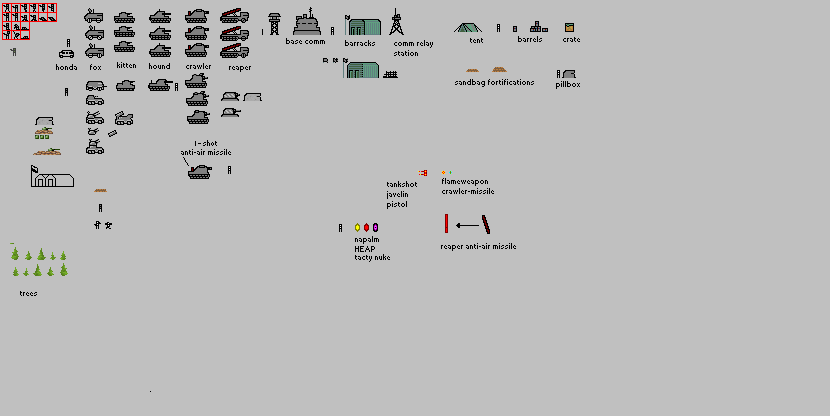 base comm
barracks
comm relay
station
tent
barrels
crate
honda
fox
kitten
hound
crawler
reaper
sandbag fortifications
pillbox
1-shot
anti-air missile
tankshot
javelin
pistol
flameweapon
crawler-missile
napalm
HEAP
tacty nuke
reaper anti-air missile
trees